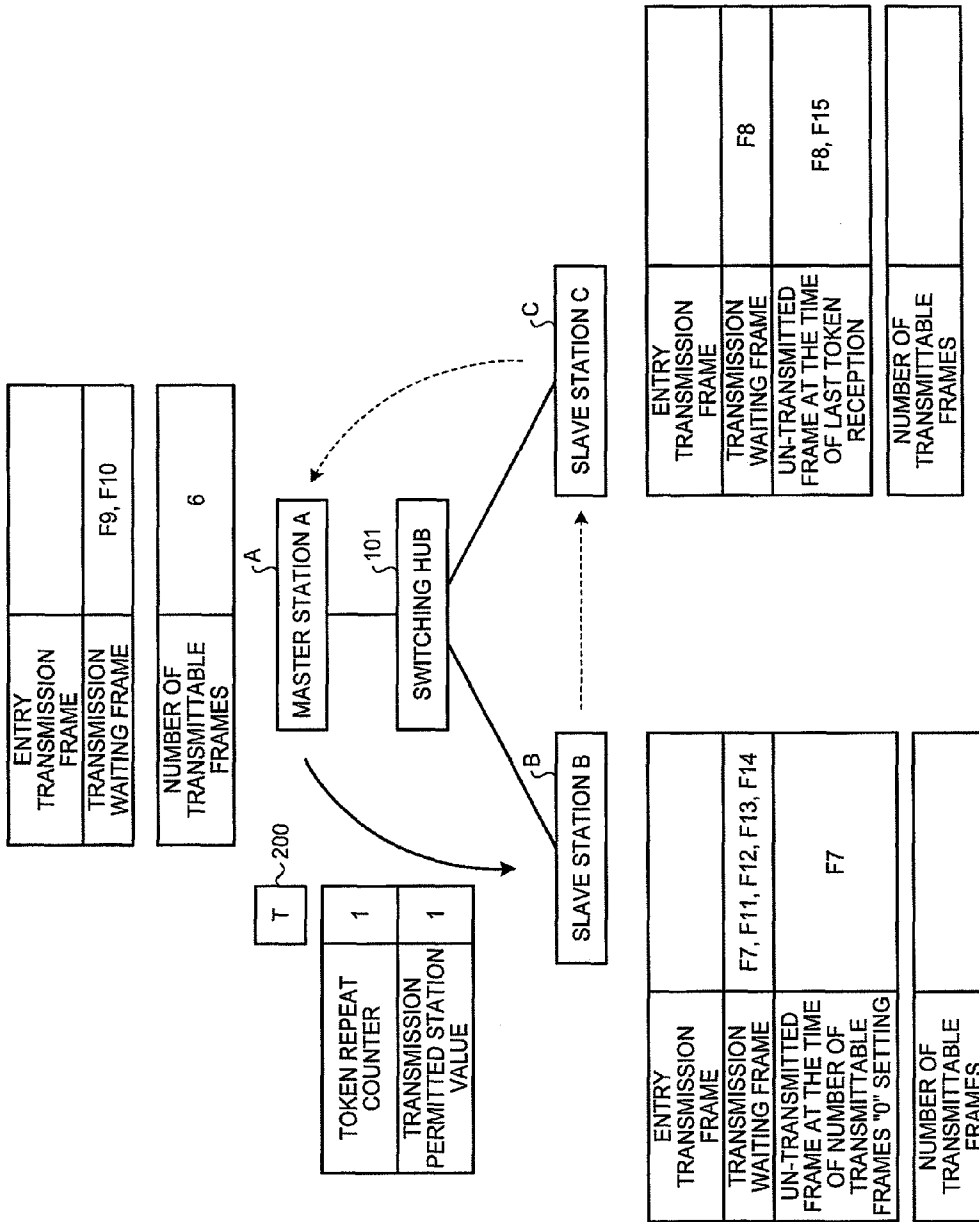 ENTRY
TRANSMISSION
FRAME
TRANSMISSION
WAITING FRAME
F9, F10
NUMBER OF
TRANSMITTABLE
FRAMES
6
T
200
TOKEN REPEAT
COUNTER
1
TRANSMISSION
PERMITTED STATION
VALUE
1
A
MASTER STATION A
101
SWITCHING HUB
B
SLAVE STATION B
C
SLAVE STATION C
ENTRY
TRANSMISSION
FRAME
TRANSMISSION
WAITING FRAME
F7, F11, F12, F13, F14
UN-TRANSMITTED
FRAME AT THE TIME
OF NUMBER OF
TRANSMITTABLE
FRAMES "0" SETTING
F7
NUMBER OF
TRANSMITTABLE
FRAMES
ENTRY
TRANSMISSION
FRAME
TRANSMISSION
WAITING FRAME
F8
UN-TRANSMITTED
FRAME AT THE TIME
OF LAST TOKEN
RECEPTION
F8, F15
NUMBER OF
TRANSMITTABLE
FRAMES